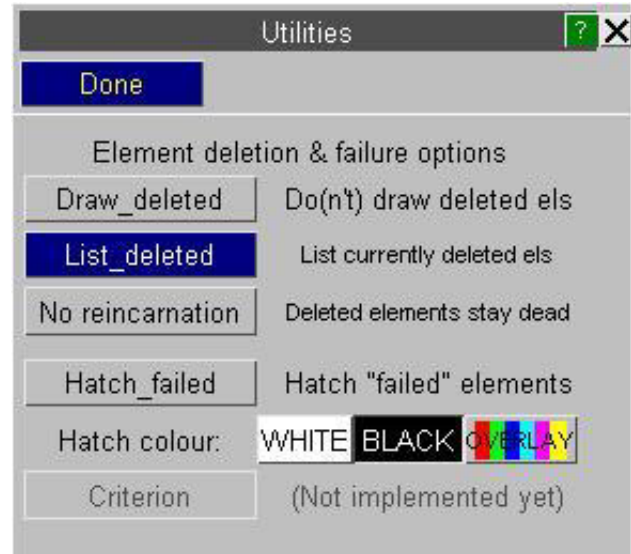 Utilities ? X
Done
Element deletion & failure options
Draw_deleted Do(n't) draw deleted els
List_deleted List currently deleted els
No reincarnation Deleted elements stay dead
Hatch_failed Hatch "failed" elements
Hatch colour: WHITE BLACK OVERLAY
Criterion (Not implemented yet)